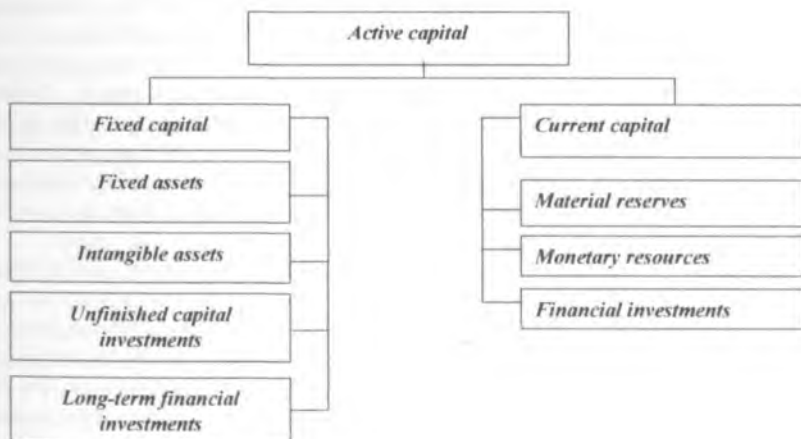 Active capital
Fixed capital
Fixed assets
Intangible assets
Unfinished capital
investments
Long-term financial
investments
Current capital
Material reserves
Monetary resources
Financial investments